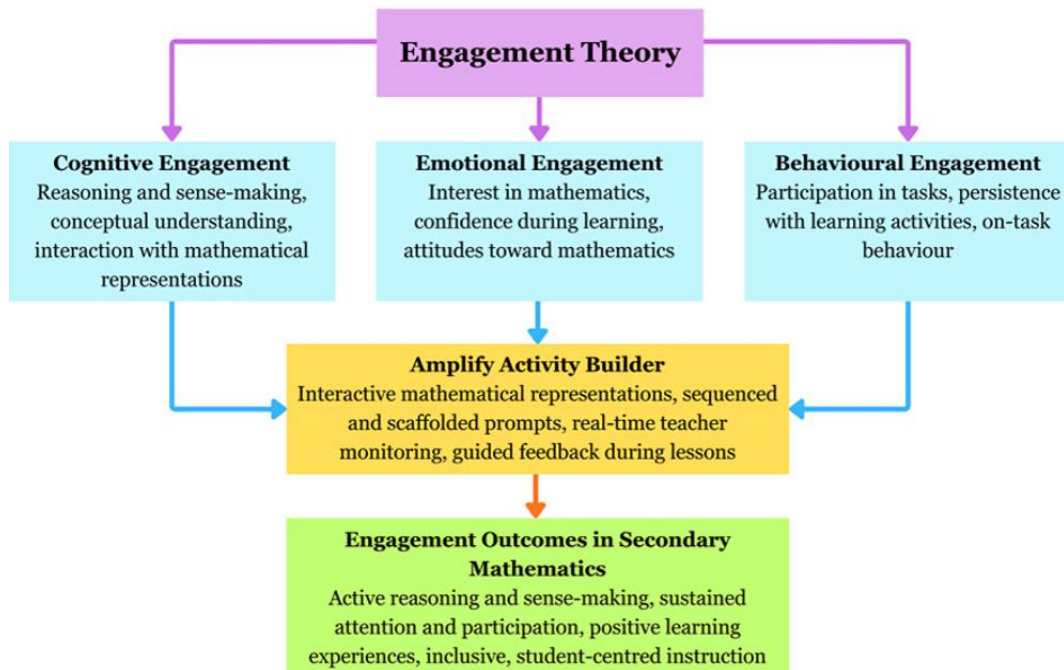 Engagement Theory
Cognitive Engagement
Reasoning and sense-making,
conceptual understanding,
interaction with mathematical
representations
Emotional Engagement
Interest in mathematics,
confidence during learning,
attitudes toward mathematics
Behavioural Engagement
Participation in tasks, persistence
with learning activities, on-task
behaviour
Amplify Activity Builder
Interactive mathematical representations, sequenced
and scaffolded prompts, real-time teacher
monitoring, guided feedback during lessons
Engagement Outcomes in Secondary
Mathematics
Active reasoning and sense-making, sustained
attention and participation, positive learning
experiences, inclusive, student-centred instruction